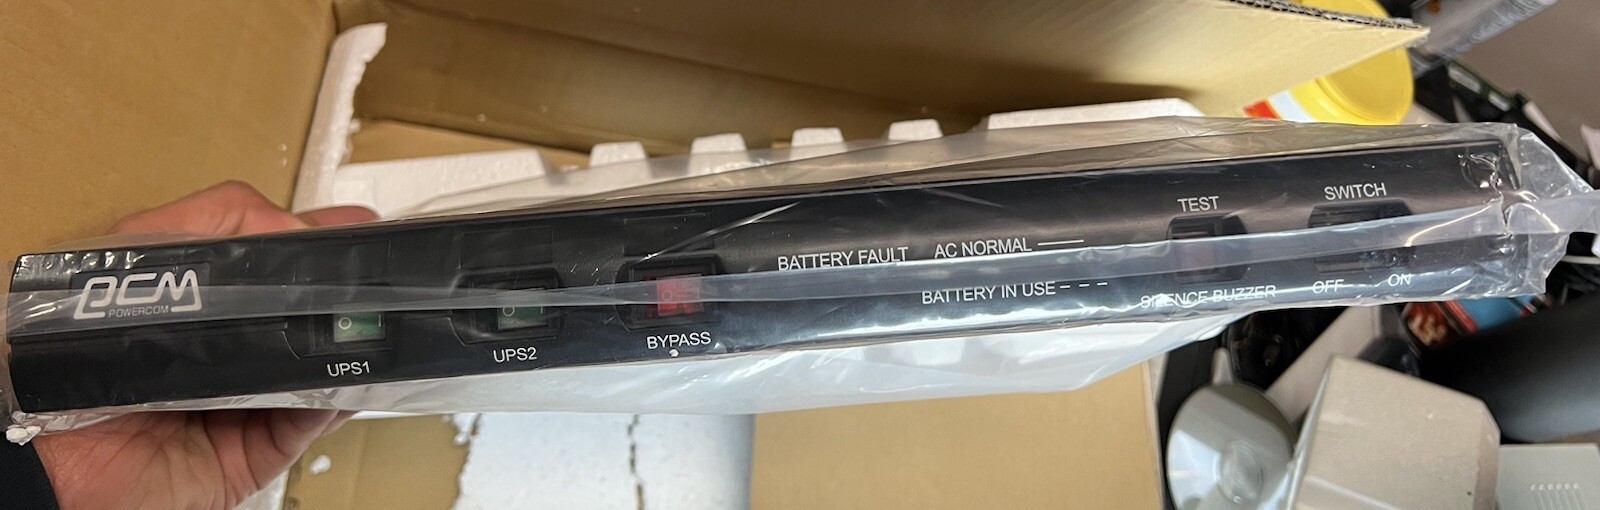 PCM
POWERCOM
UPS1
UPS2
BYPASS
BATTERY FAULT
AC NORMAL
BATTERY IN USE
TEST
SILENCE BUZZER
SWITCH
OFF
ON